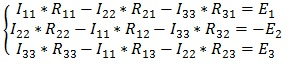 I₁₁ * R₁₁ − I₂₂ * R₂₁ − I₃₃ * R₃₁ = E₁
I₂₂ * R₂₂ − I₁₁ * R₁₂ − I₃₃ * R₃₂ = −E₂
I₃₃ * R₃₃ − I₁₁ * R₁₃ − I₂₂ * R₂₃ = E₃